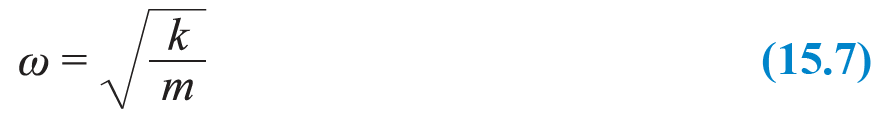 ω = √(k/m) (15.7)